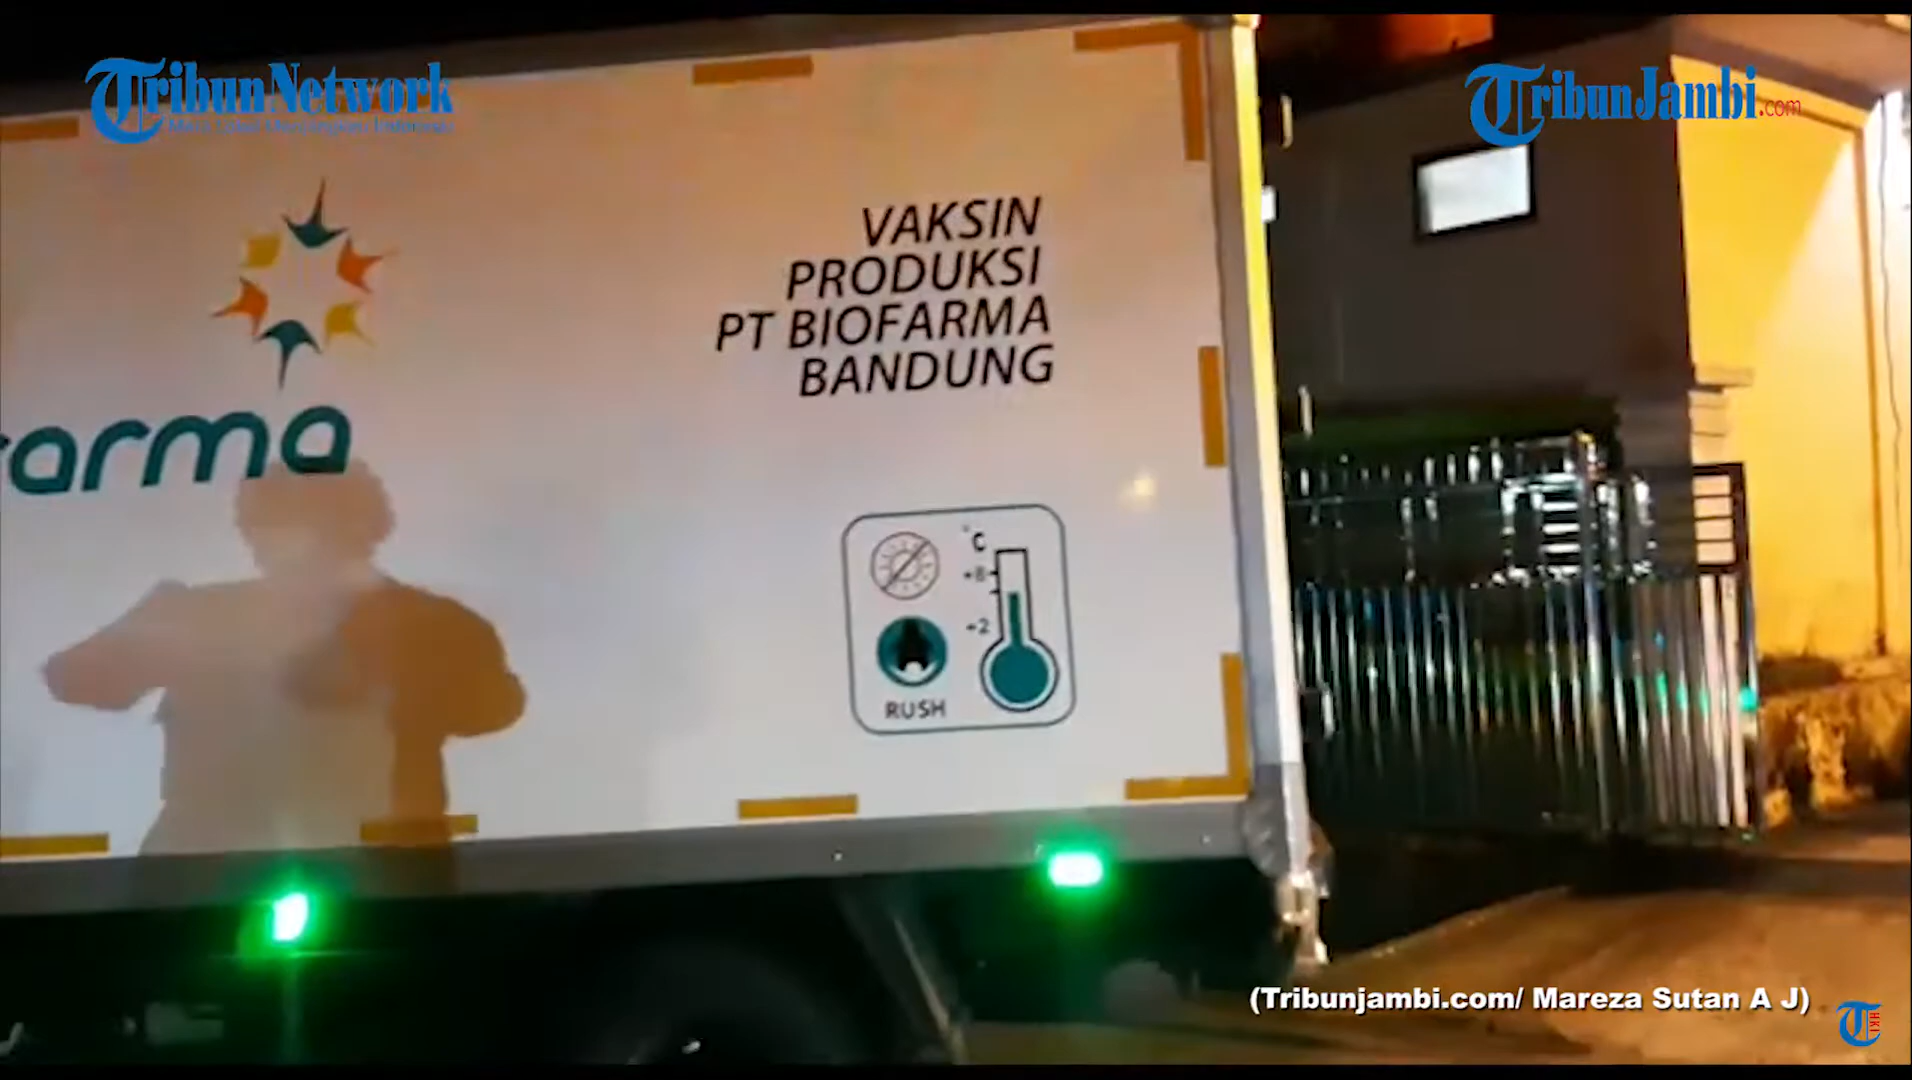 TribunNetwork
TribunJambi.com
VAKSIN
PRODUKSI
PT BIOFARMA
BANDUNG
arma
°C
+8
+2
RUSH
(Tribunjambi.com/ Mareza Sutan A J)